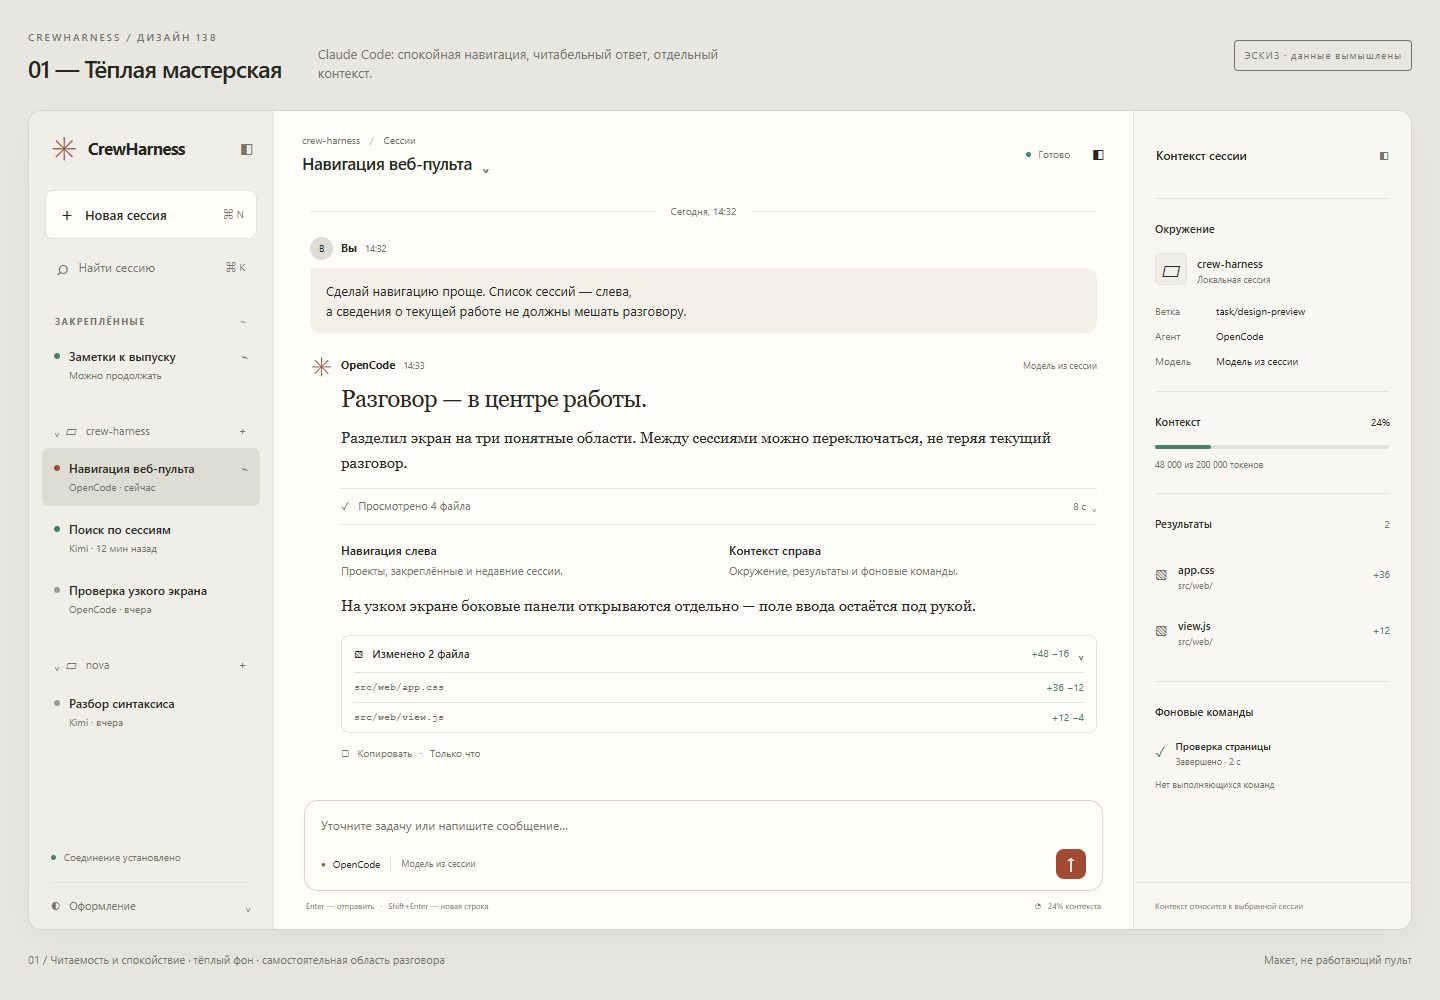 CREWHARNESS / ДИЗАЙН 138
01 — Тёплая мастерская
Claude Code: спокойная навигация, читабельный ответ, отдельный
контекст.
ЭСКИЗ · данные вымышлены
CrewHarness
+ Новая сессия ⌘ N
Найти сессию ⌘ K
ЗАКРЕПЛЁННЫЕ
Заметки к выпуску
Можно продолжать
crew-harness +
Навигация веб-пульта
OpenCode · сейчас
Поиск по сессиям
Kimi · 12 мин назад
Проверка узкого экрана
OpenCode · вчера
nova +
Разбор синтаксиса
Kimi · вчера
Соединение установлено
Оформление
crew-harness / Сессии
Навигация веб-пульта
Готово
Сегодня, 14:32
В Вы 14:32
Сделай навигацию проще. Список сессий — слева,
а сведения о текущей работе не должны мешать разговору.
OpenCode 14:33 Модель из сессии
Разговор — в центре работы.
Разделил экран на три понятные области. Между сессиями можно переключаться, не теряя текущий
разговор.
✓ Просмотрено 4 файла 8 с
Навигация слева
Проекты, закреплённые и недавние сессии.
Контекст справа
Окружение, результаты и фоновые команды.
На узком экране боковые панели открываются отдельно — поле ввода остаётся под рукой.
Изменено 2 файла +48 −16
src/web/app.css +36 −12
src/web/view.js +12 −4
Копировать · Только что
Уточните задачу или напишите сообщение...
OpenCode Модель из сессии ↑
Enter — отправить · Shift+Enter — новая строка 24% контекста
Контекст сессии
Окружение
crew-harness
Локальная сессия
Ветка task/design-preview
Агент OpenCode
Модель Модель из сессии
Контекст 24%
48 000 из 200 000 токенов
Результаты 2
app.css +36
src/web/
view.js +12
src/web/
Фоновые команды
✓ Проверка страницы
Завершено · 2 с
Нет выполняющихся команд
Контекст относится к выбранной сессии
01 / Читаемость и спокойствие · тёплый фон · самостоятельная область разговора
Макет, не работающий пульт